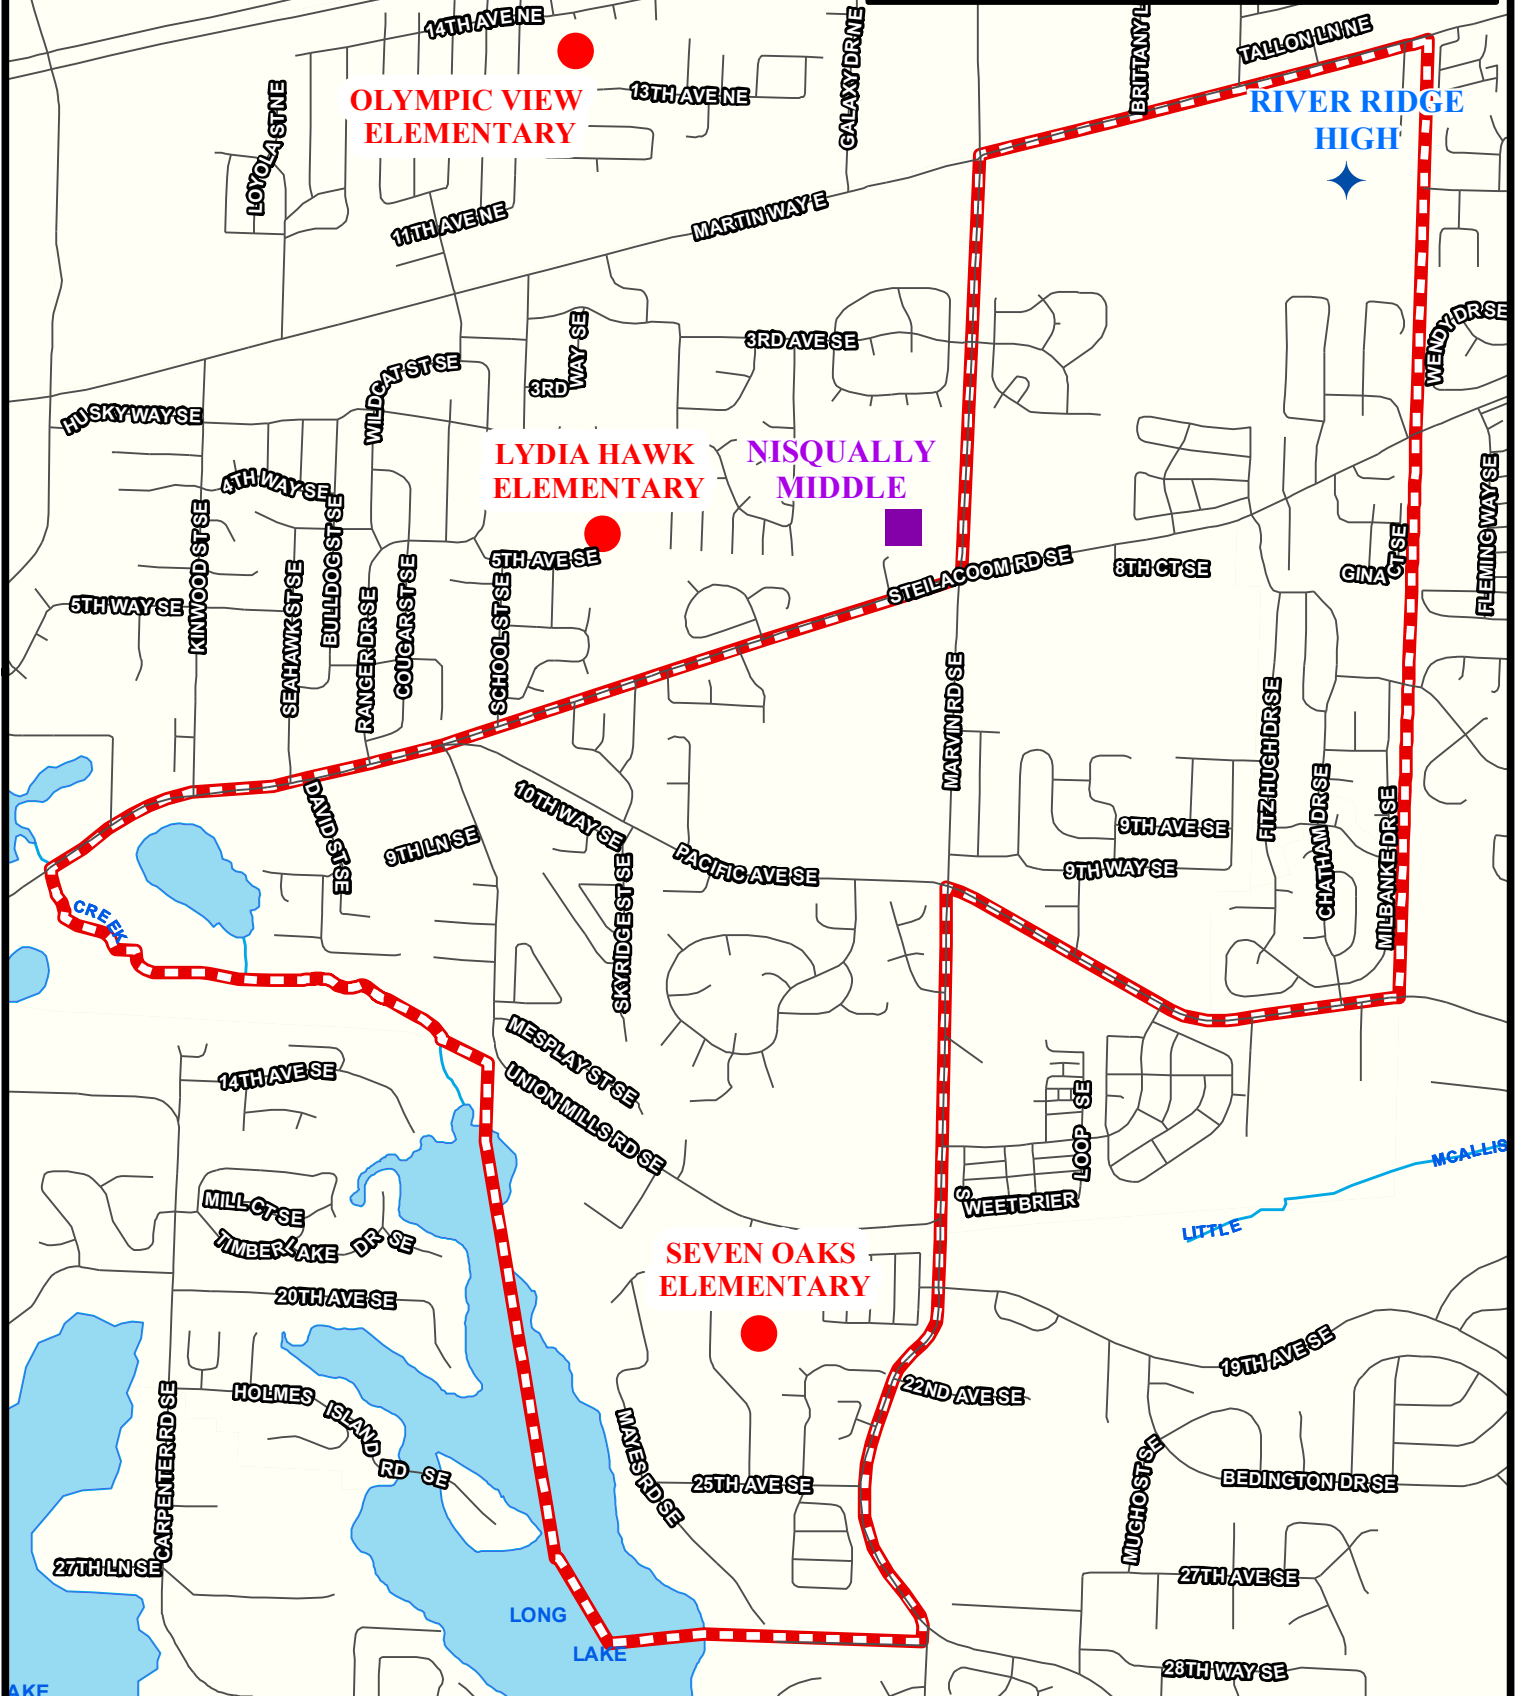 14TH AVE NE
TALLON LN NE
GALAXY DR NE
BRITTANY L
OLYMPIC VIEW
ELEMENTARY
13TH AVE NE
RIVER RIDGE
HIGH
LOYOLA ST NE
11TH AVE NE
MARTIN WAY E
3RD AVE SE
WENDY DR SE
WILDCAT ST SE
3RD WAY SE
HUSKY WAY SE
LYDIA HAWK
ELEMENTARY
NISQUALLY
MIDDLE
4TH WAY SE
5TH AVE SE
STEILACOOM RD SE
8TH CT SE
GINA CT SE
FLEMING WAY SE
KINWOOD ST SE
5TH WAY SE
SEAHAWK ST SE
BULLDOG ST SE
RANGER DR SE
COUGAR ST SE
SCHOOL ST SE
MARVIN RD SE
FITZ HUGH DR SE
CHATHAM DR SE
MILBANKE DR SE
DAVID ST SE
9TH LN SE
10TH WAY SE
PACIFIC AVE SE
9TH AVE SE
9TH WAY SE
SKYRIDGE ST SE
CREEK
MESPLAY ST SE
UNION MILLS RD SE
14TH AVE SE
LOOP SE
SWEETBRIER
MCALLIS
LITTLE
MILL CT SE
TIMBERLAKE DR SE
20TH AVE SE
SEVEN OAKS
ELEMENTARY
19TH AVE SE
22ND AVE SE
HOLMES ISLAND RD SE
CARPENTER RD SE
MAYES RD SE
25TH AVE SE
MUGHO ST SE
BEDINGTON DR SE
27TH LN SE
27TH AVE SE
LONG
LAKE
28TH WAY SE
AKE